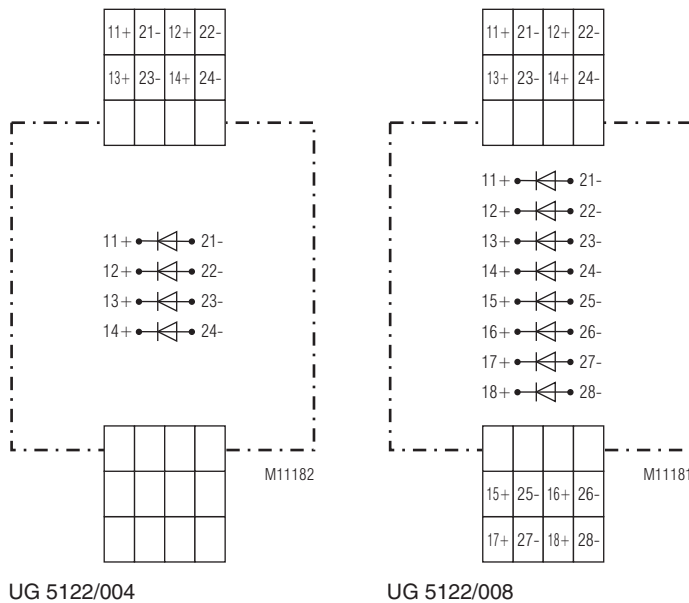 11+ 21- 12+ 22-
13+ 23- 14+ 24-
11+ 21-
12+ 22-
13+ 23-
14+ 24-
M11182
UG 5122/004
11+ 21- 12+ 22-
13+ 23- 14+ 24-
11+ 21-
12+ 22-
13+ 23-
14+ 24-
15+ 25-
16+ 26-
17+ 27-
18+ 28-
M11181
15+ 25- 16+ 26-
17+ 27- 18+ 28-
UG 5122/008